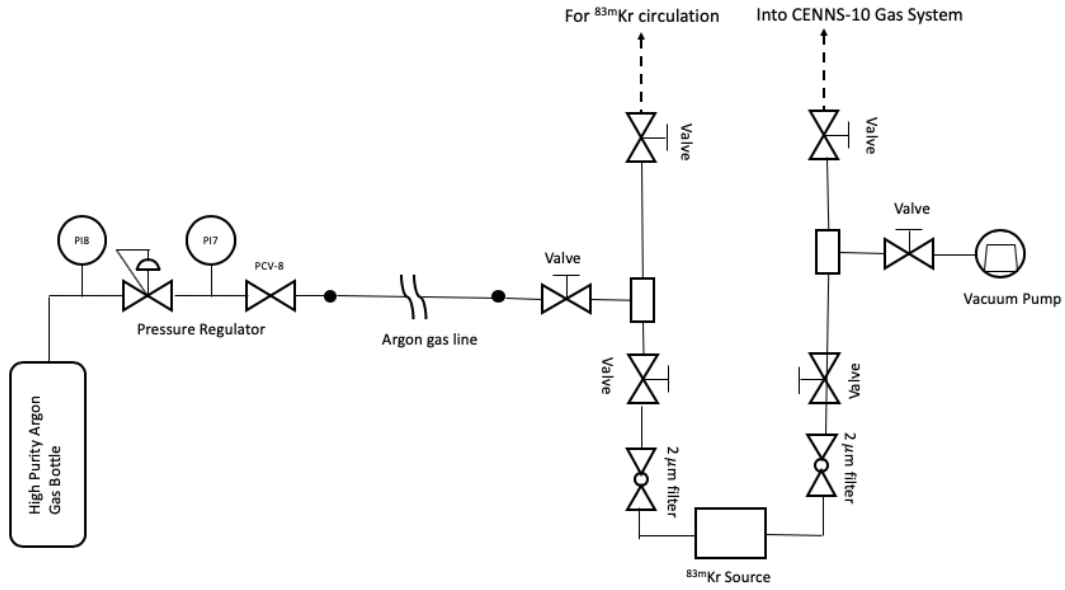 For ⁸³ᵐKr circulation
Into CENNS-10 Gas System
Valve
Valve
Valve
PI8
PI7
PCV-8
Valve
Vacuum Pump
Pressure Regulator
Argon gas line
Valve
Valve
High Purity Argon
Gas Bottle
2 μm filter
2 μm filter
⁸³ᵐKr Source